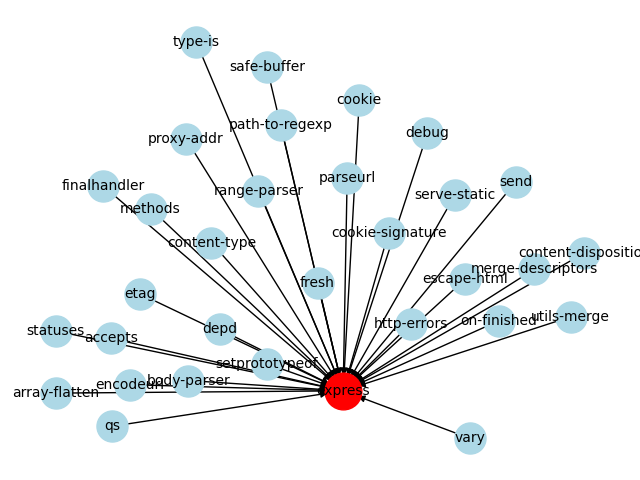 type-is
safe-buffer
cookie
path-to-regexp
debug
proxy-addr
parseurl
send
finalhandler
range-parser
serve-static
methods
cookie-signature
content-type
content-dispositio
merge-descriptors
escape-html
fresh
etag
utils-merge
on-finished
http-errors
depd
statuses
accepts
setprototypeof
body-parser
encodeurl
array-flatten
express
qs
vary